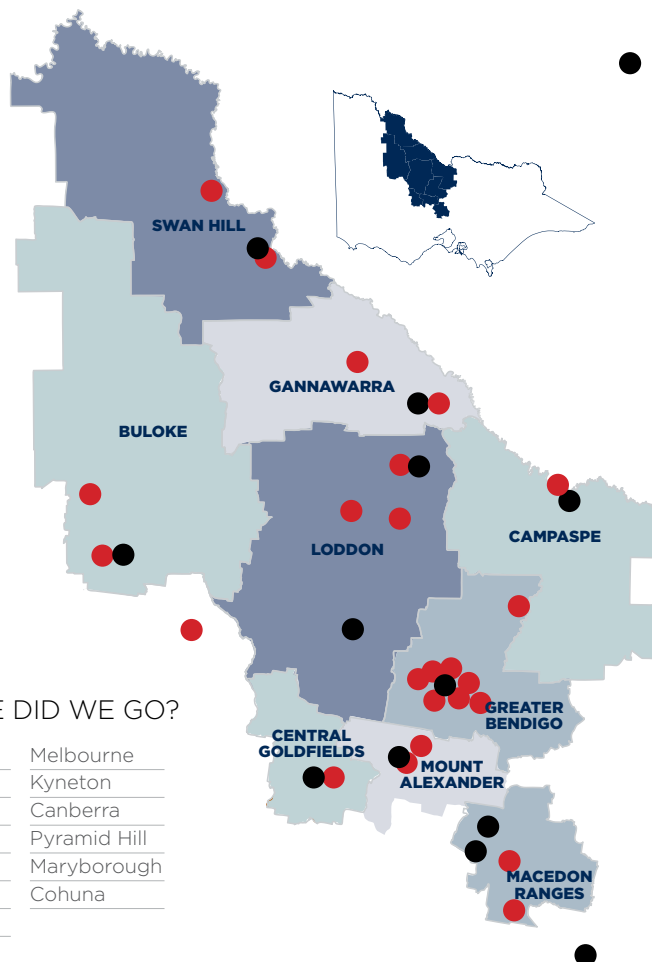 SWAN HILL
GANNAWARRA
BULOKE
CAMPASPE
LODDON
E DID WE GO?
GREATER
BENDIGO
CENTRAL
GOLDFIELDS
MOUNT
ALEXANDER
Melbourne
Kyneton
Canberra
Pyramid Hill
Maryborough
Cohuna
MACEDON
RANGES